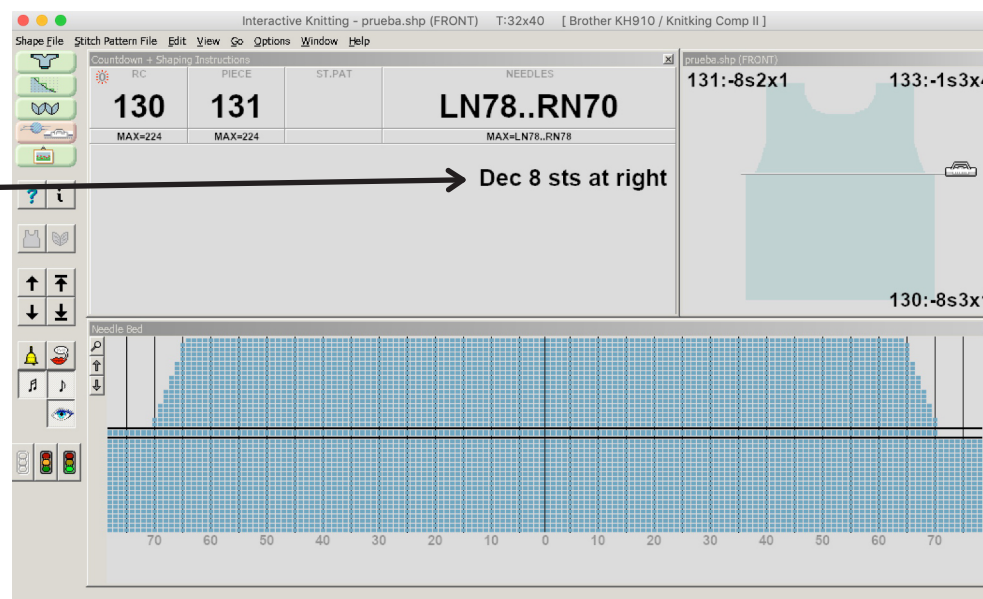 Interactive Knitting - prueba.shp (FRONT) T:32x40 [ Brother KH910 / Knitking Comp II ]
Shape File Stitch Pattern File Edit View Go Options Window Help
Countdown + Shaping Instructions
RC PIECE ST.PAT NEEDLES
130 131 LN78..RN70
MAX=224 MAX=224 MAX=LN78..RN78
Dec 8 sts at right
prueba.shp (FRONT)
131:-8s2x1 133:-1s3x4
130:-8s3x1
? i
Needle Bed
70 60 50 40 30 20 10 0 10 20 30 40 50 60 70